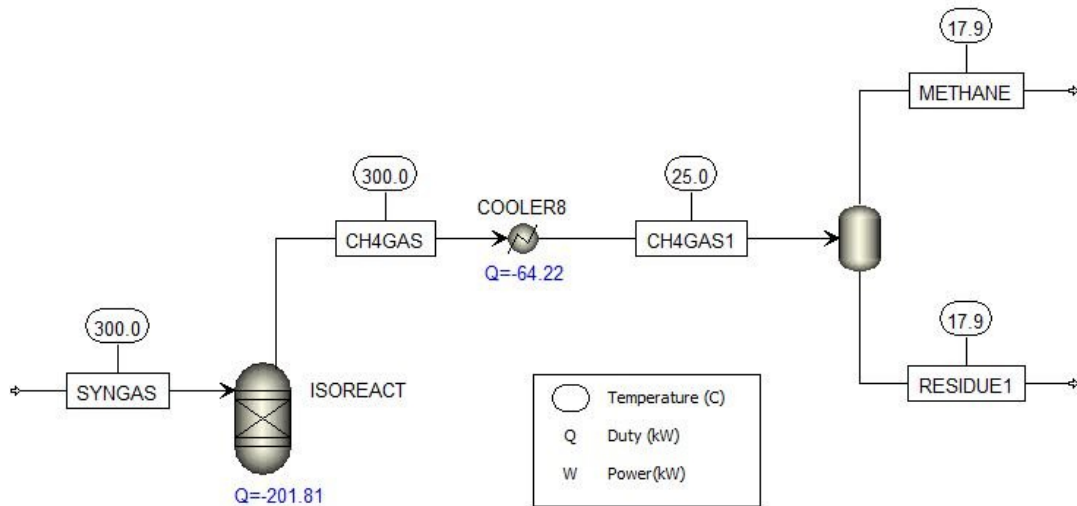 17.9
METHANE
300.0
25.0
COOLER8
CH4GAS
CH4GAS1
Q=-64.22
300.0
17.9
SYNGAS
ISOREACT
RESIDUE1
Temperature (C)
Q Duty (kW)
W Power(kW)
Q=-201.81